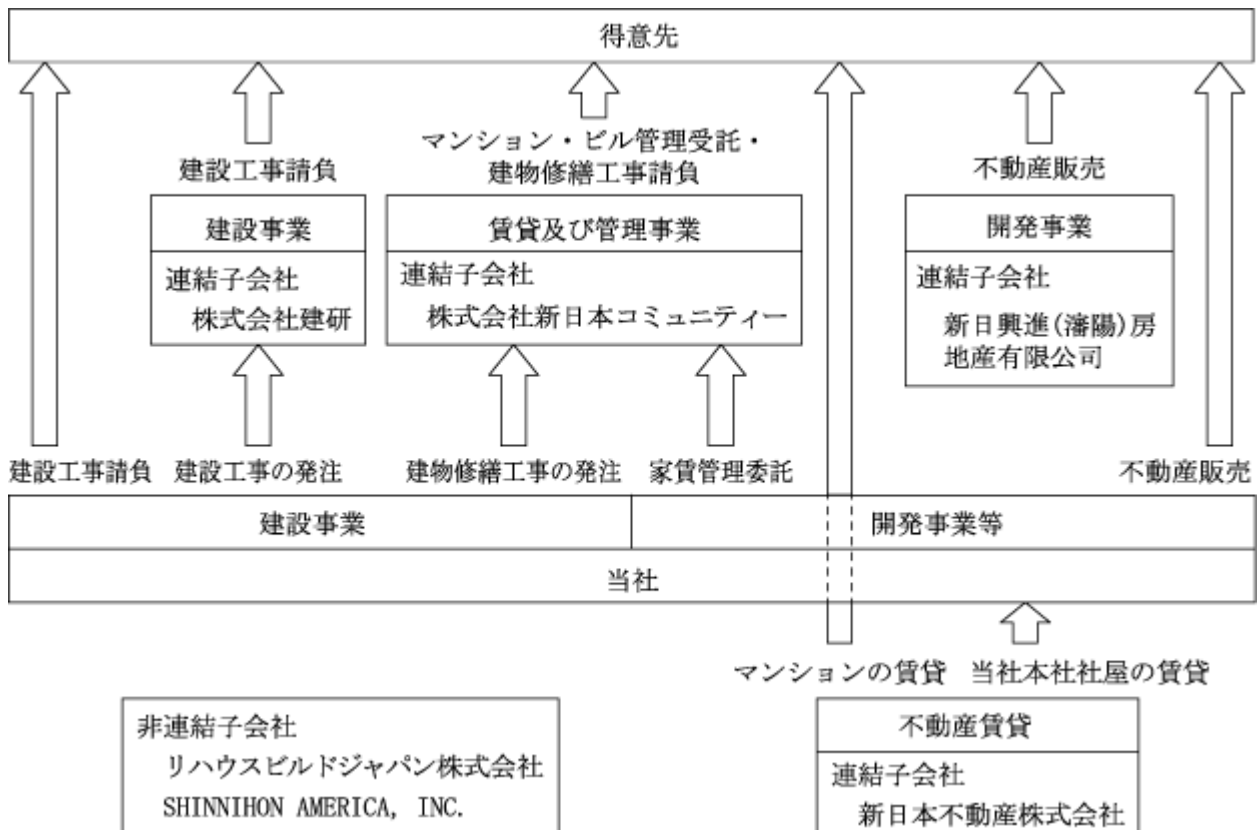 得意先
マンション・ビル管理受託・
建設工事請負
建物修繕工事請負
不動産販売
建設事業
連結子会社
株式会社建研
賃貸及び管理事業
連結子会社
株式会社新日本コミュニティー
開発事業
連結子会社
新日興進(瀋陽)房
地産有限公司
建設工事請負
建設工事の発注
建物修繕工事の発注
家賃管理委託
不動産販売
建設事業
開発事業等
当社
マンションの賃貸
当社本社社屋の賃貸
非連結子会社
リハウスビルドジャパン株式会社
SHINNIHON AMERICA, INC.
不動産賃貸
連結子会社
新日本不動産株式会社